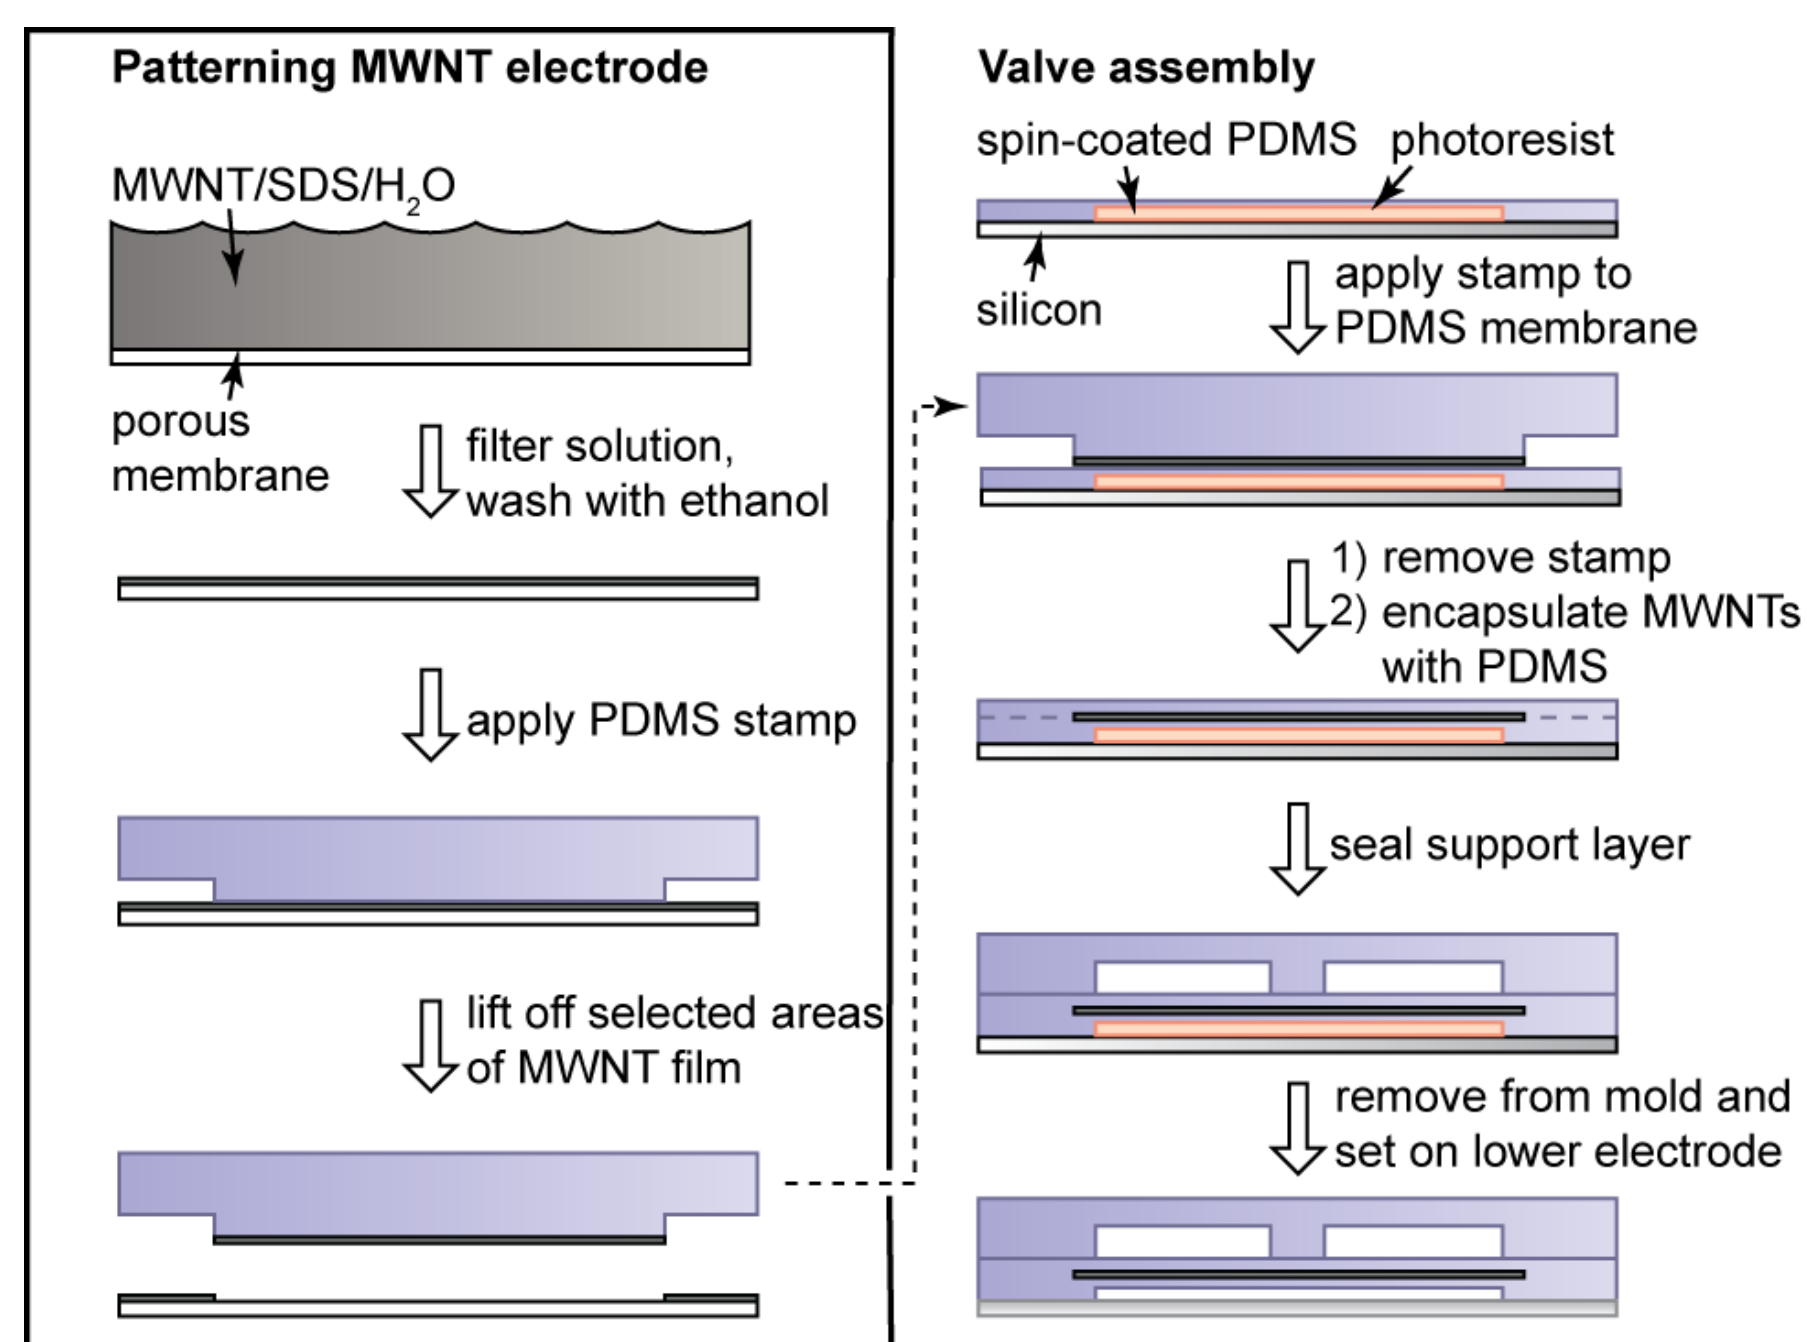 Patterning MWNT electrode
MWNT/SDS/H₂O
porous
membrane
filter solution,
wash with ethanol
apply PDMS stamp
lift off selected areas
of MWNT film
Valve assembly
spin-coated PDMS photoresist
silicon
apply stamp to
PDMS membrane
1) remove stamp
2) encapsulate MWNTs
with PDMS
seal support layer
remove from mold and
set on lower electrode